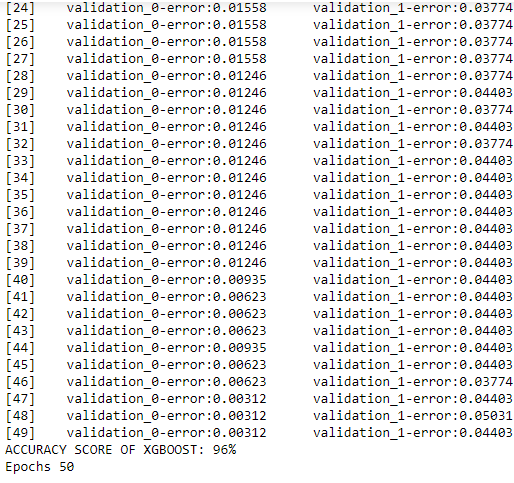 [24] validation_0-error:0.01558 validation_1-error:0.03774
[25] validation_0-error:0.01558 validation_1-error:0.03774
[26] validation_0-error:0.01558 validation_1-error:0.03774
[27] validation_0-error:0.01558 validation_1-error:0.03774
[28] validation_0-error:0.01246 validation_1-error:0.03774
[29] validation_0-error:0.01246 validation_1-error:0.04403
[30] validation_0-error:0.01246 validation_1-error:0.03774
[31] validation_0-error:0.01246 validation_1-error:0.04403
[32] validation_0-error:0.01246 validation_1-error:0.03774
[33] validation_0-error:0.01246 validation_1-error:0.04403
[34] validation_0-error:0.01246 validation_1-error:0.04403
[35] validation_0-error:0.01246 validation_1-error:0.04403
[36] validation_0-error:0.01246 validation_1-error:0.04403
[37] validation_0-error:0.01246 validation_1-error:0.04403
[38] validation_0-error:0.01246 validation_1-error:0.04403
[39] validation_0-error:0.01246 validation_1-error:0.04403
[40] validation_0-error:0.00935 validation_1-error:0.04403
[41] validation_0-error:0.00623 validation_1-error:0.04403
[42] validation_0-error:0.00623 validation_1-error:0.04403
[43] validation_0-error:0.00623 validation_1-error:0.04403
[44] validation_0-error:0.00935 validation_1-error:0.04403
[45] validation_0-error:0.00623 validation_1-error:0.04403
[46] validation_0-error:0.00623 validation_1-error:0.03774
[47] validation_0-error:0.00312 validation_1-error:0.04403
[48] validation_0-error:0.00312 validation_1-error:0.05031
[49] validation_0-error:0.00312 validation_1-error:0.04403
ACCURACY SCORE OF XGBOOST: 96%
Epochs 50